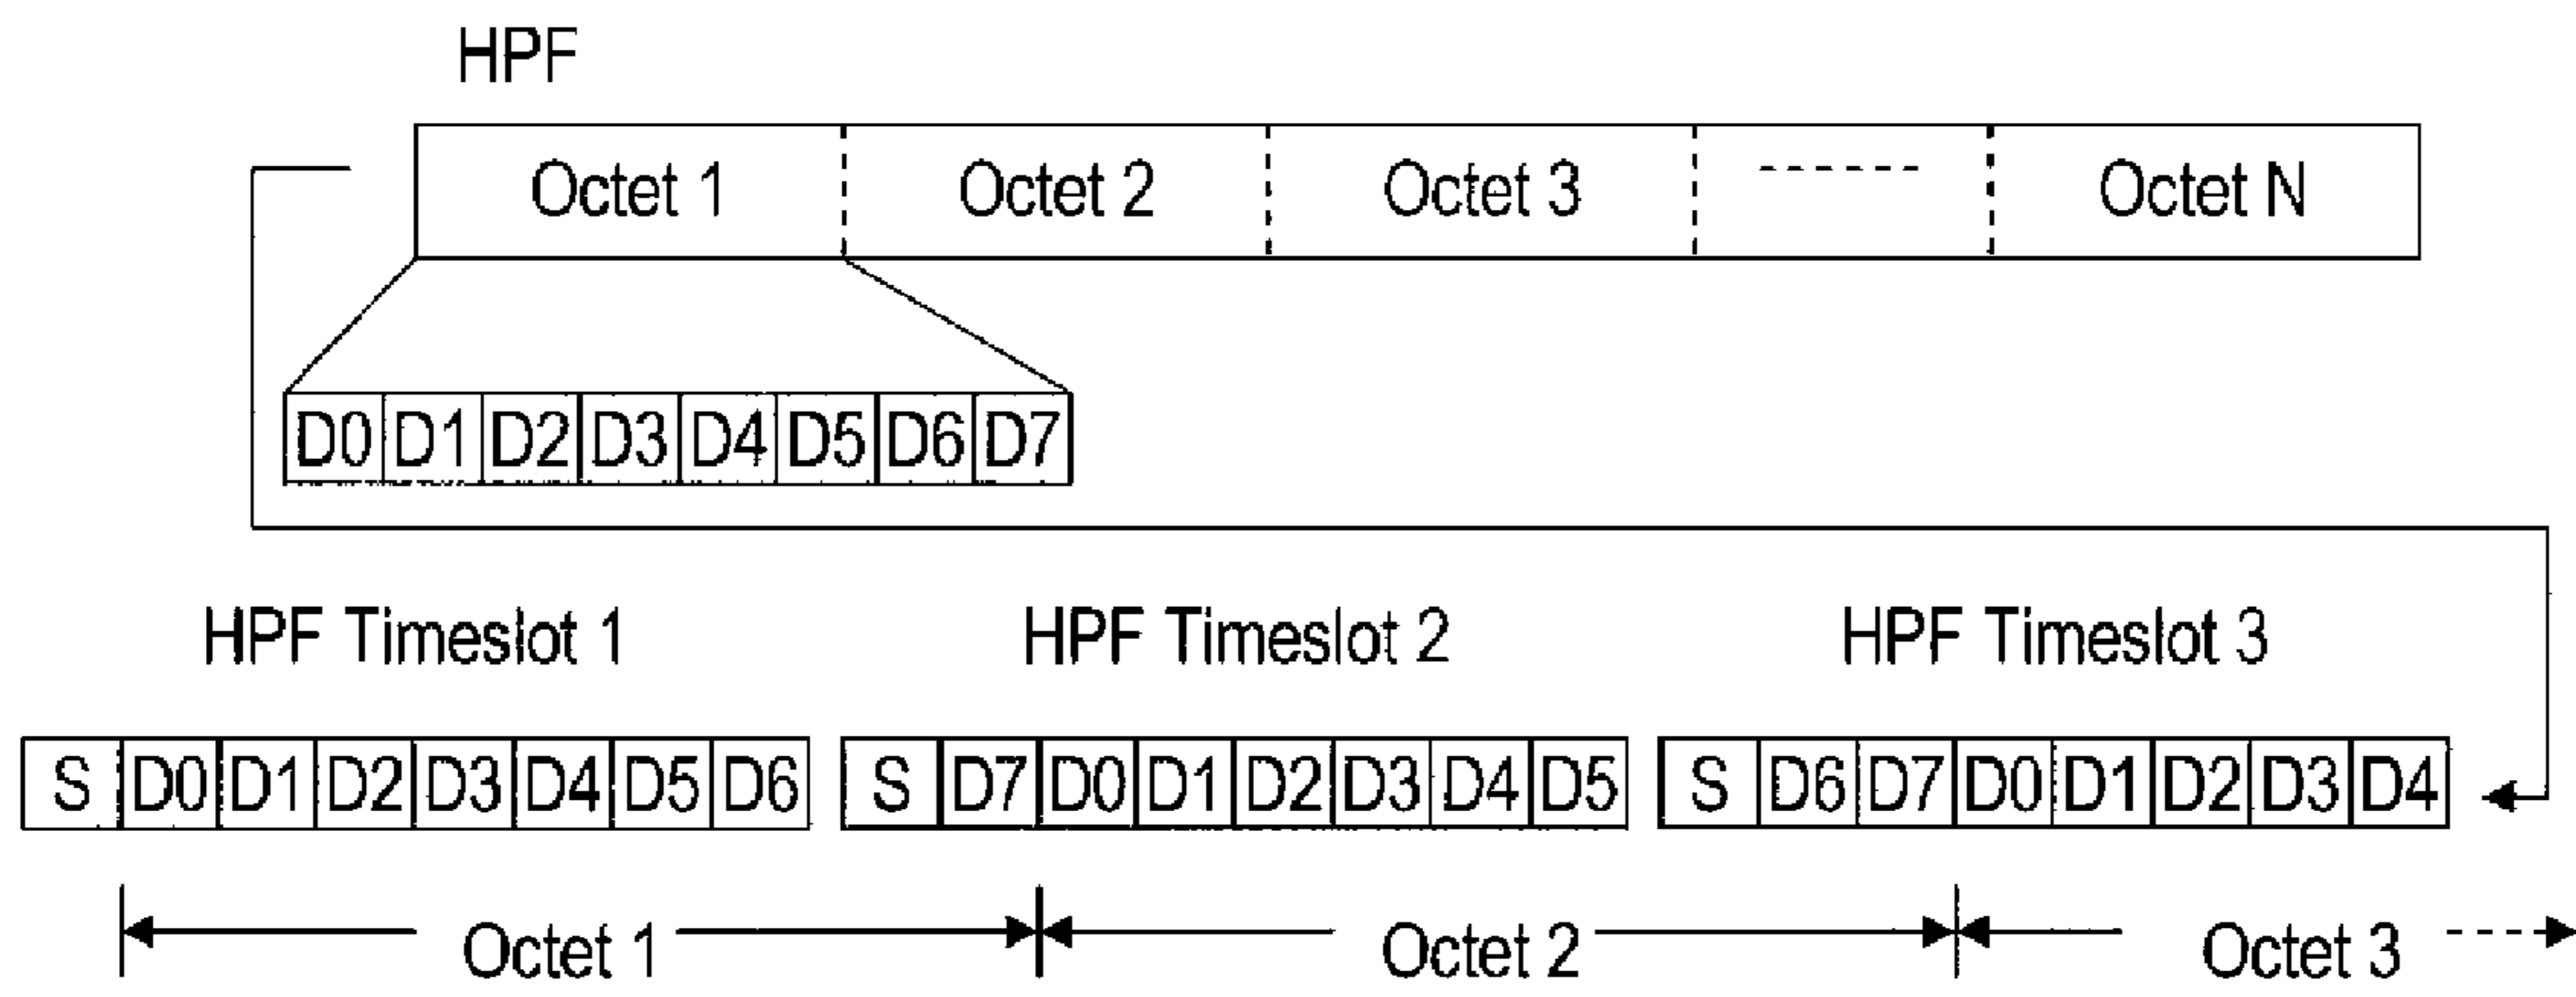 HPF
Octet 1 Octet 2 Octet 3 Octet N
D0 D1 D2 D3 D4 D5 D6 D7
HPF Timeslot 1 HPF Timeslot 2 HPF Timeslot 3
S D0 D1 D2 D3 D4 D5 D6 S D7 D0 D1 D2 D3 D4 D5 S D6 D7 D0 D1 D2 D3 D4
Octet 1 Octet 2 Octet 3